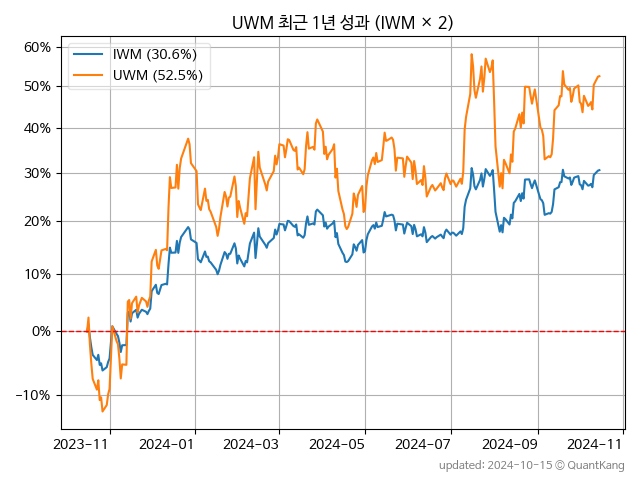 UWM 최근 1년 성과 (IWM × 2)
60%
50%
40%
30%
20%
10%
0%
−10%
IWM (30.6%)
UWM (52.5%)
2023-11 2024-01 2024-03 2024-05 2024-07 2024-09 2024-11
updated: 2024-10-15 © QuantKang